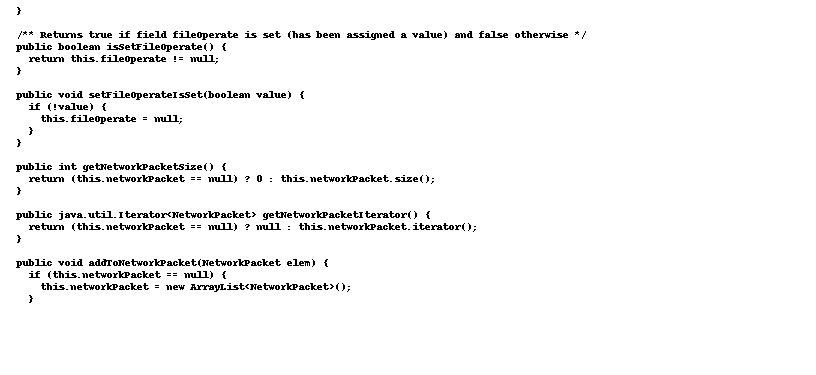 }

/** Returns true if field fileOperate is set (has been assigned a value) and false otherwise */
public boolean isSetFileOperate() {
  return this.fileOperate != null;
}

public void setFileOperateIsSet(boolean value) {
  if (!value) {
    this.fileOperate = null;
  }
}

public int getNetworkPacketSize() {
  return (this.networkPacket == null) ? 0 : this.networkPacket.size();
}

public java.util.Iterator<NetworkPacket> getNetworkPacketIterator() {
  return (this.networkPacket == null) ? null : this.networkPacket.iterator();
}

public void addToNetworkPacket(NetworkPacket elem) {
  if (this.networkPacket == null) {
    this.networkPacket = new ArrayList<NetworkPacket>();
  }